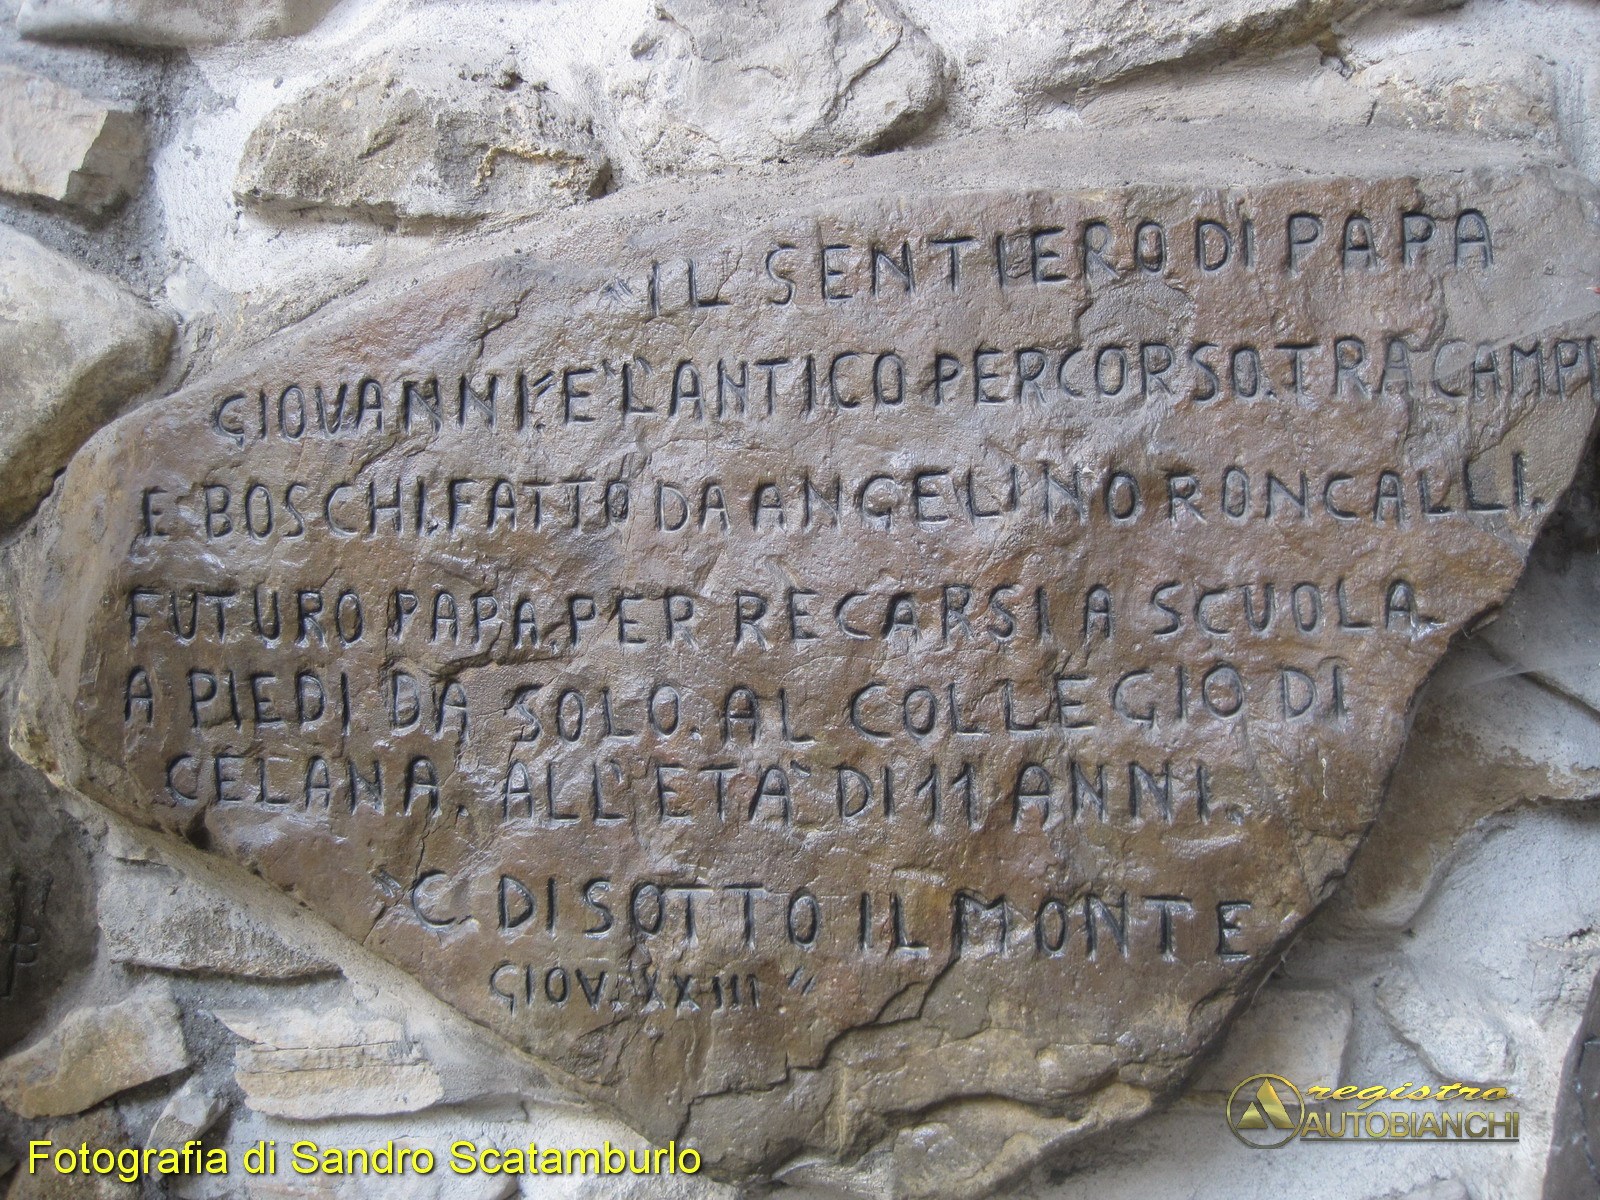 "IL SENTIERO DI PAPA
GIOVANNI." E' L'ANTICO PERCORSO. TRA CAMPI
E BOSCHI. FATTO DA ANGELINO RONCALLI.
FUTURO PAPA. PER RECARSI A SCUOLA
A PIEDI DA SOLO. AL COLLEGIO DI
CELANA. ALL'ETA' DI 11 ANNI.
"C. DI SOTTO IL MONTE
GIOV. XXIII"
registro
AUTOBIANCHI
Fotografia di Sandro Scatamburlo